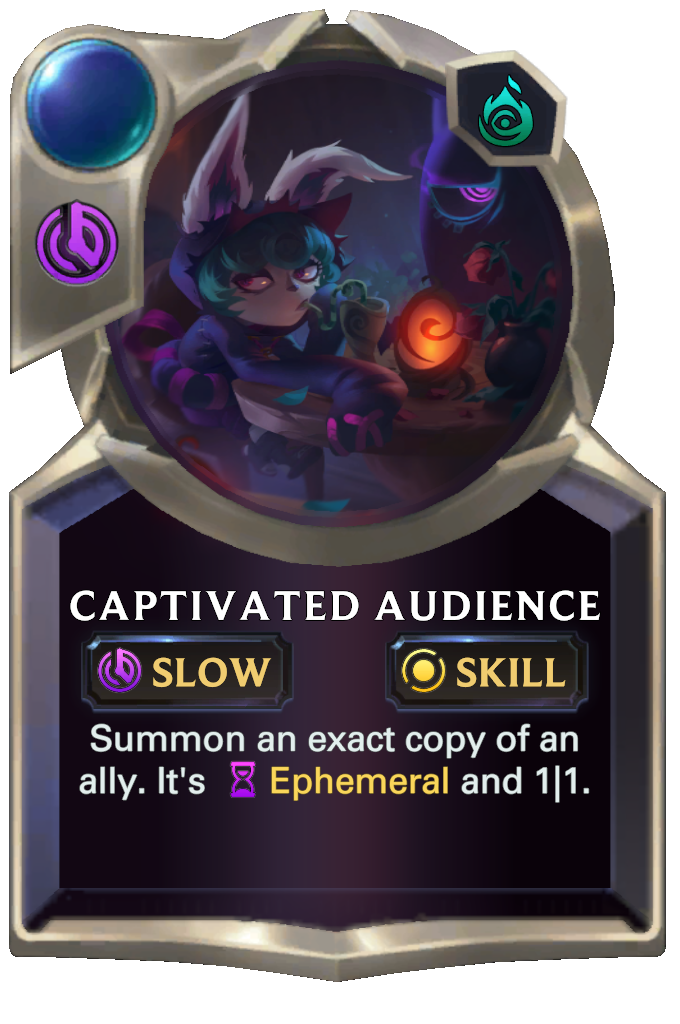 CAPTIVATED AUDIENCE
SLOW SKILL
Summon an exact copy of an
ally. It's Ephemeral and 1|1.